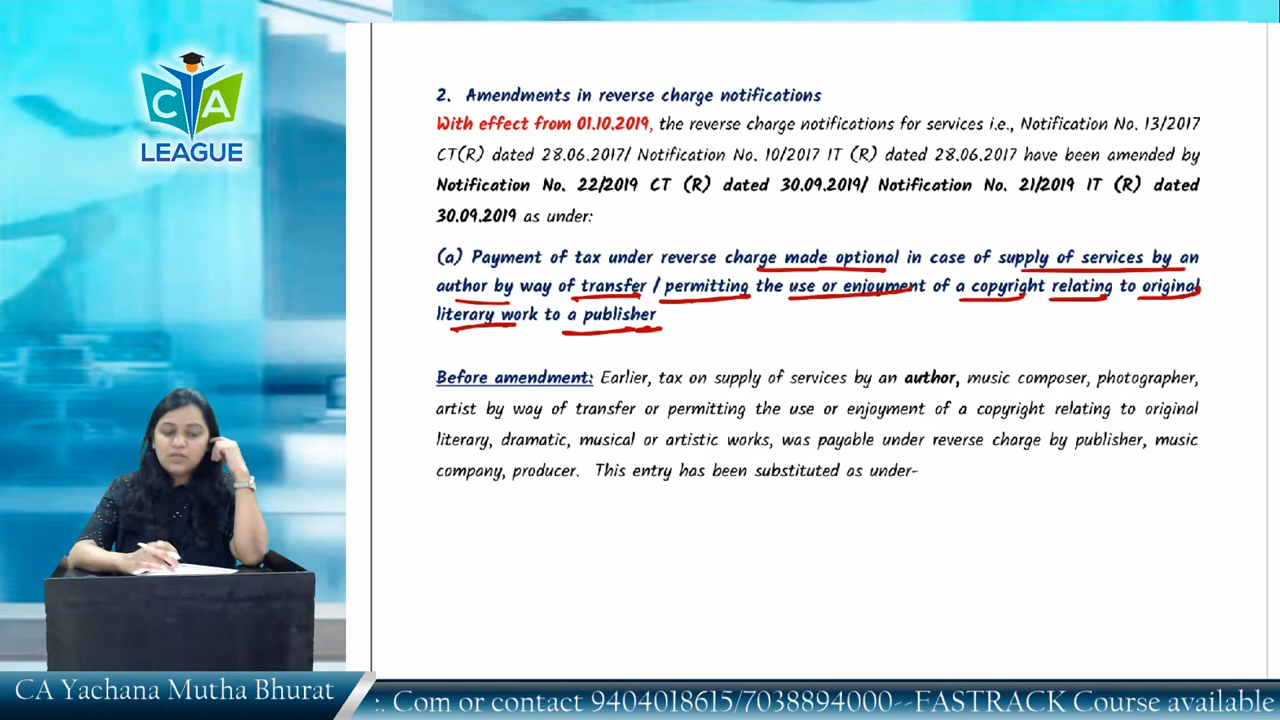 CA
LEAGUE
2. Amendments in reverse charge notifications
With effect from 01.10.2019, the reverse charge notifications for services i.e., Notification No. 13/2017
CT(R) dated 28.06.2017/ Notification No. 10/2017 IT (R) dated 28.06.2017 have been amended by
Notification No. 22/2019 CT (R) dated 30.09.2019/ Notification No. 21/2019 IT (R) dated
30.09.2019 as under:
(a) Payment of tax under reverse charge made optional in case of supply of services by an
author by way of transfer / permitting the use or enjoyment of a copyright relating to original
literary work to a publisher
Before amendment: Earlier, tax on supply of services by an author, music composer, photographer,
artist by way of transfer or permitting the use or enjoyment of a copyright relating to original
literary, dramatic, musical or artistic works, was payable under reverse charge by publisher, music
company, producer. This entry has been substituted as under-
CA Yachana Mutha Bhurat
. Com or contact 9404018615/7038894000--FASTRACK Course available